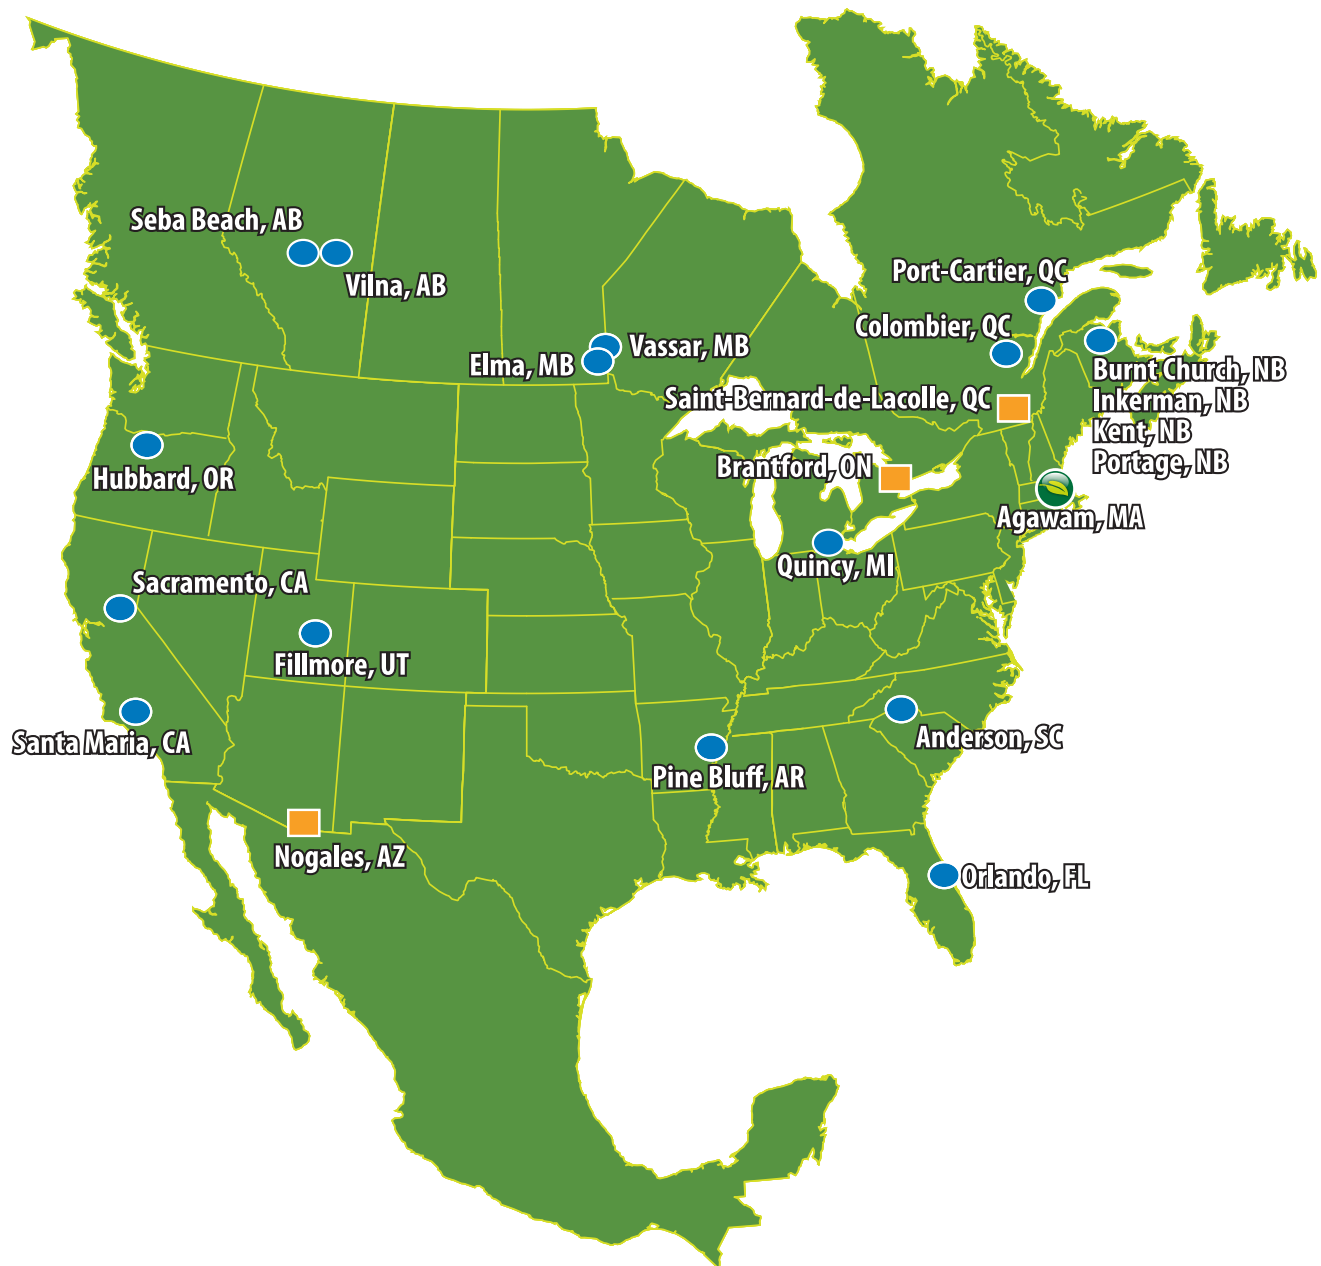 Seba Beach, AB
Vilna, AB
Port-Cartier, QC
Colombier, QC
Vassar, MB
Elma, MB
Burnt Church, NB
Inkerman, NB
Kent, NB
Portage, NB
Saint-Bernard-de-Lacolle, QC
Brantford, ON
Hubbard, OR
Agawam, MA
Quincy, MI
Sacramento, CA
Fillmore, UT
Santa Maria, CA
Anderson, SC
Pine Bluff, AR
Nogales, AZ
Orlando, FL